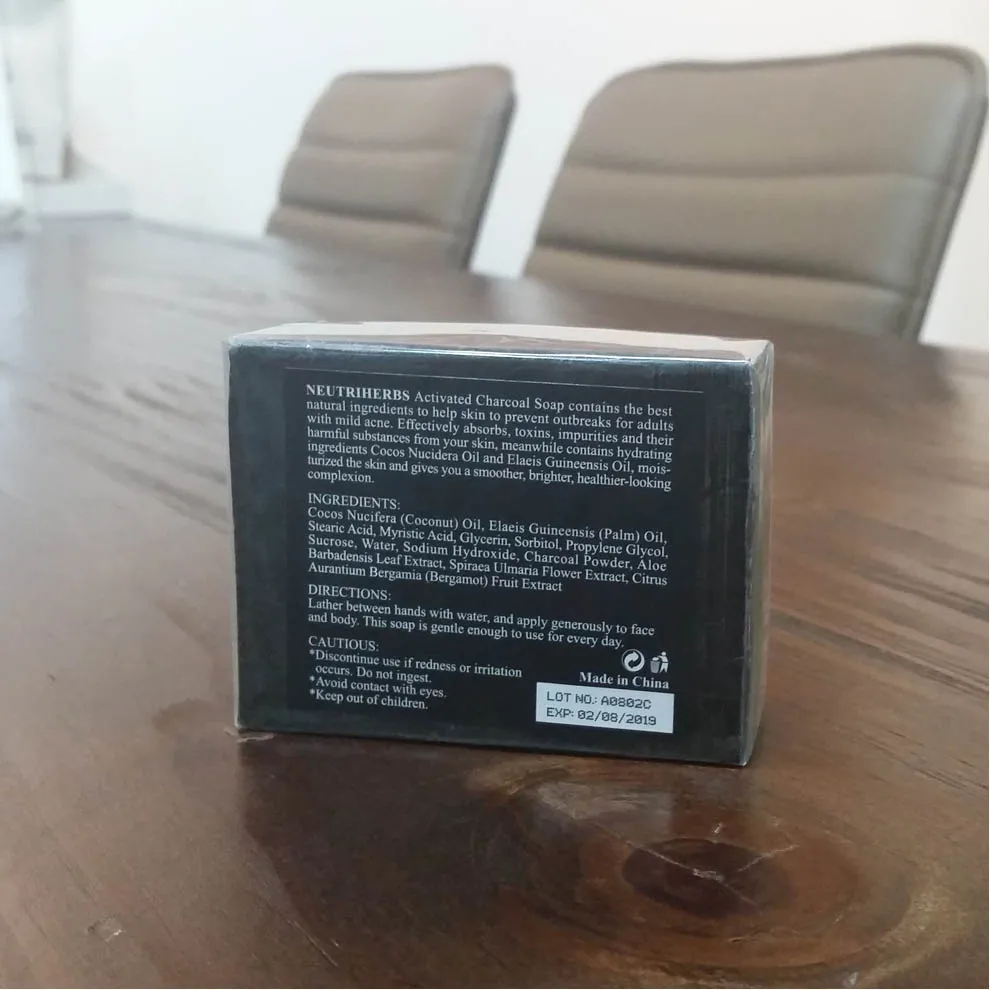 NEUTRIHERBS Activated Charcoal Soap contains the best
natural ingredients to help skin to prevent outbreaks for adults
with mild acne. Effectively absorbs, toxins, impurities and their
harmful substances from your skin, meanwhile contains hydrating
ingredients Cocos Nucidera Oil and Elaeis Guineensis Oil, mois-
turized the skin and gives you a smoother, brighter, healthier-looking
complexion.
INGREDIENTS:
Cocos Nucifera (Coconut) Oil, Elaeis Guineensis (Palm) Oil,
Stearic Acid, Myristic Acid, Glycerin, Sorbitol, Propylene Glycol,
Sucrose, Water, Sodium Hydroxide, Charcoal Powder, Aloe
Barbadensis Leaf Extract, Spiraea Ulmaria Flower Extract, Citrus
Aurantium Bergamia (Bergamot) Fruit Extract
DIRECTIONS:
Lather between hands with water, and apply generously to face
and body. This soap is gentle enough to use for every day.
CAUTIOUS:
*Discontinue use if redness or irritation
occurs. Do not ingest.
*Avoid contact with eyes.
*Keep out of children.
Made in China
LOT NO.: A0802C
EXP: 02/08/2019